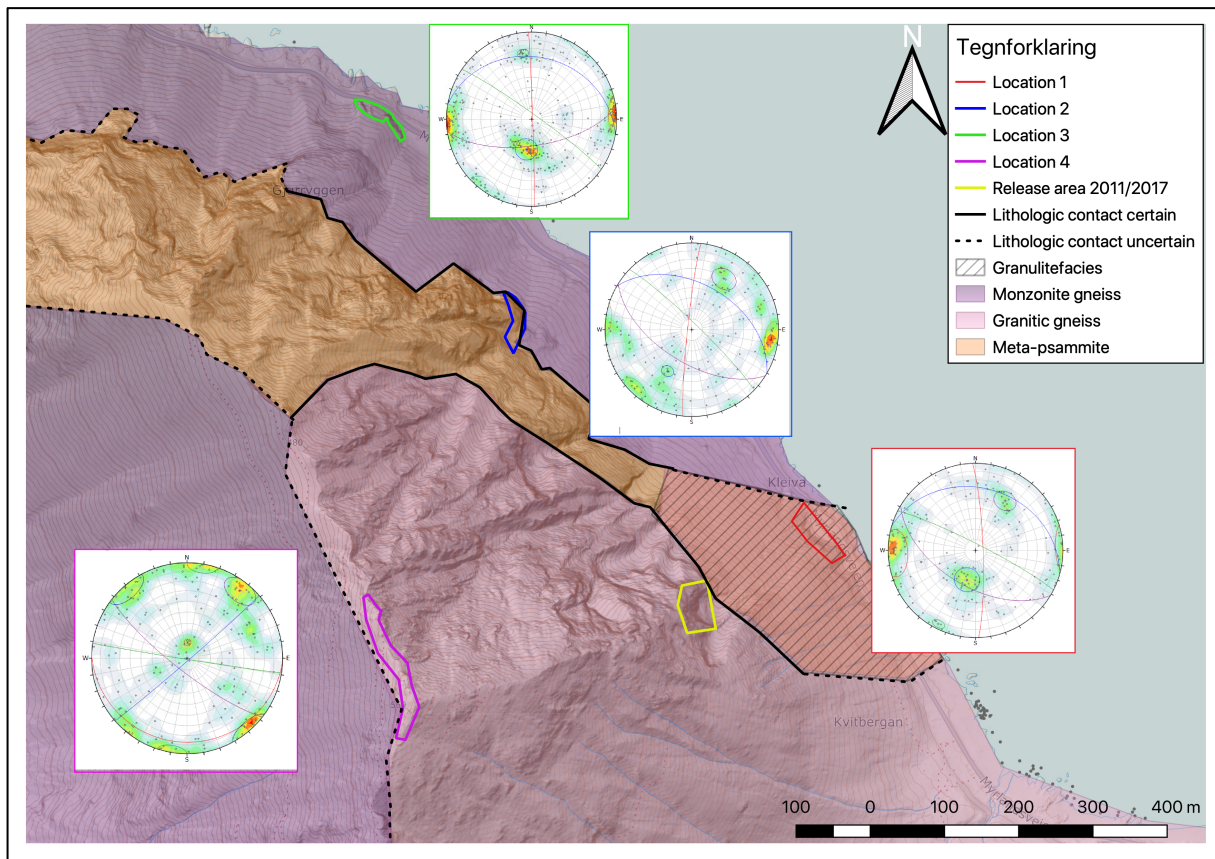 N
Tegnforklaring
Location 1
Location 2
Location 3
Location 4
Release area 2011/2017
Lithologic contact certain
Lithologic contact uncertain
Granulitefacies
Monzonite gneiss
Granitic gneiss
Meta-psammite
N
W
E
S
N
W
E
S
Kleiva
N
W
E
S
N
W
E
S
Kvitbergan
100 0 100 200 300 400 m